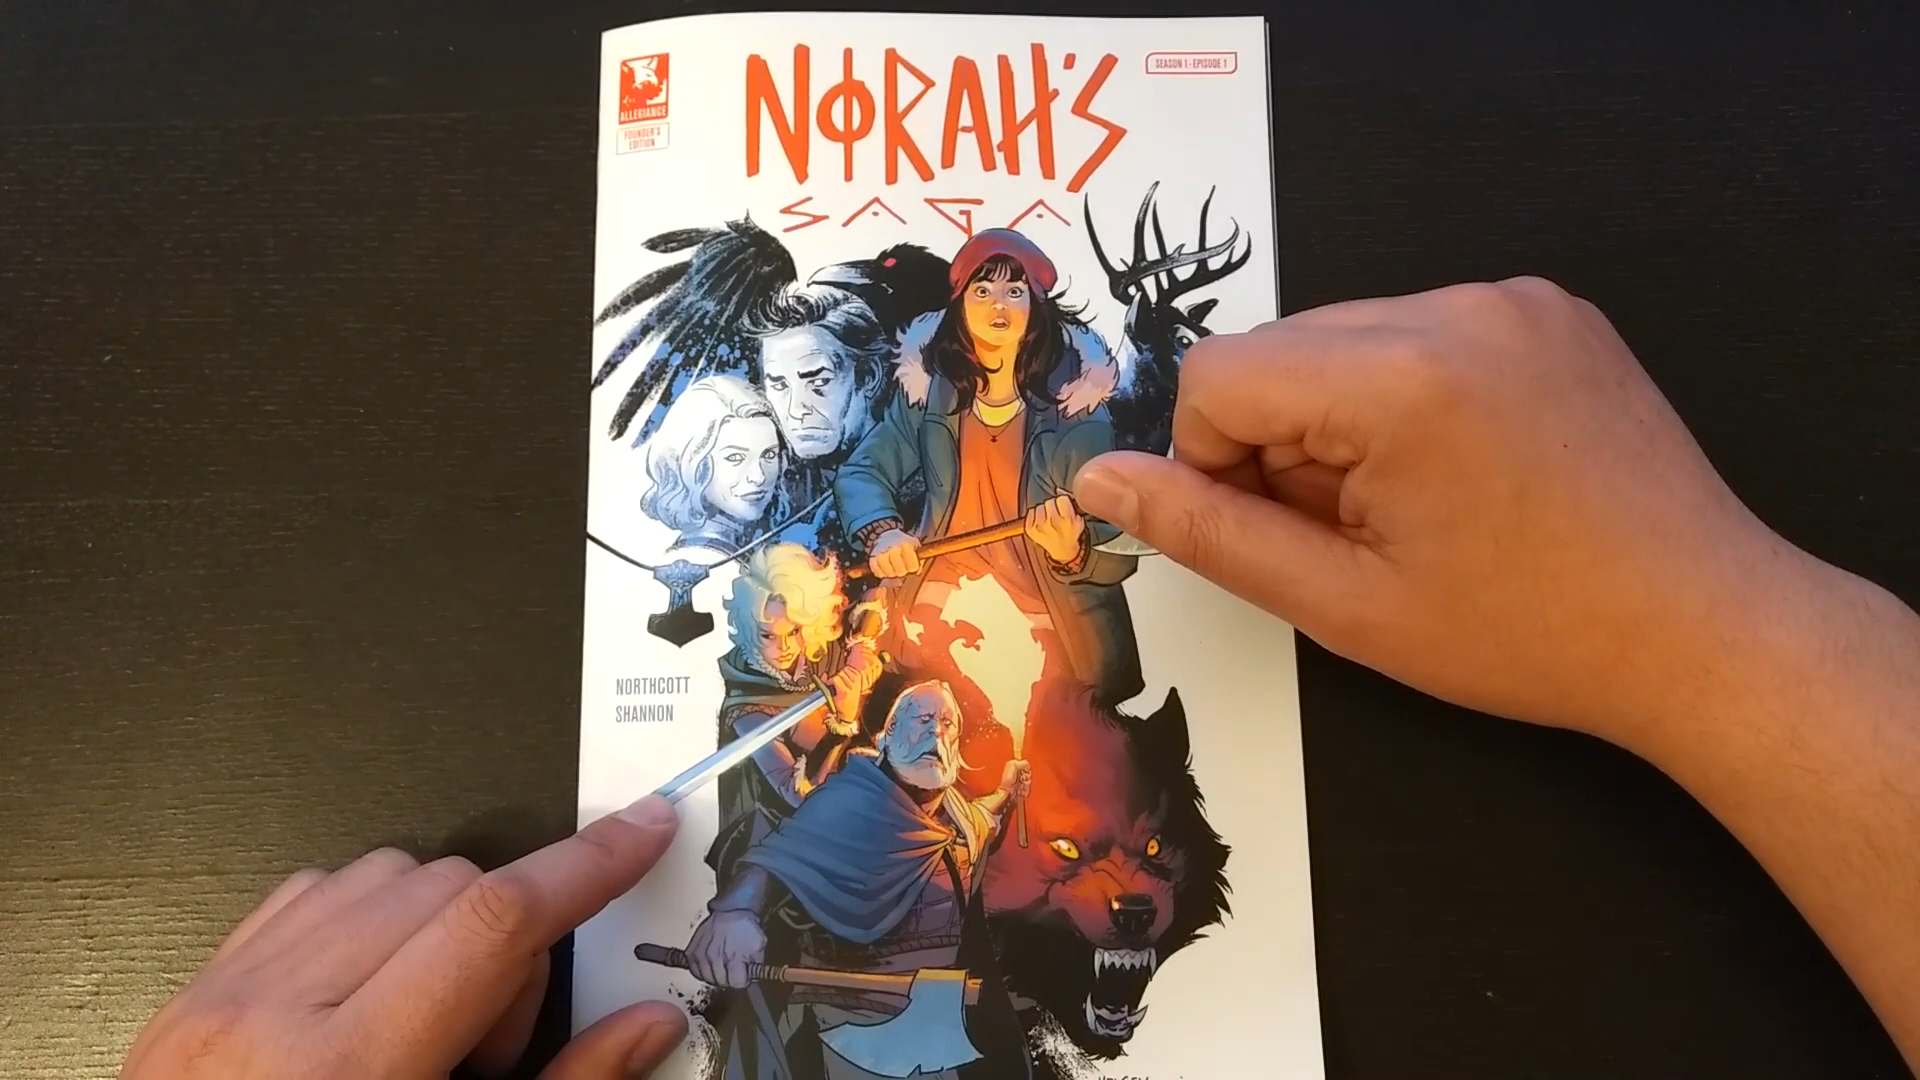 NORAH'S
SAGA
SEASON 1 - EPISODE 1
ALLEGIANCE
FOUNDER'S
EDITION
NORTHCOTT
SHANNON